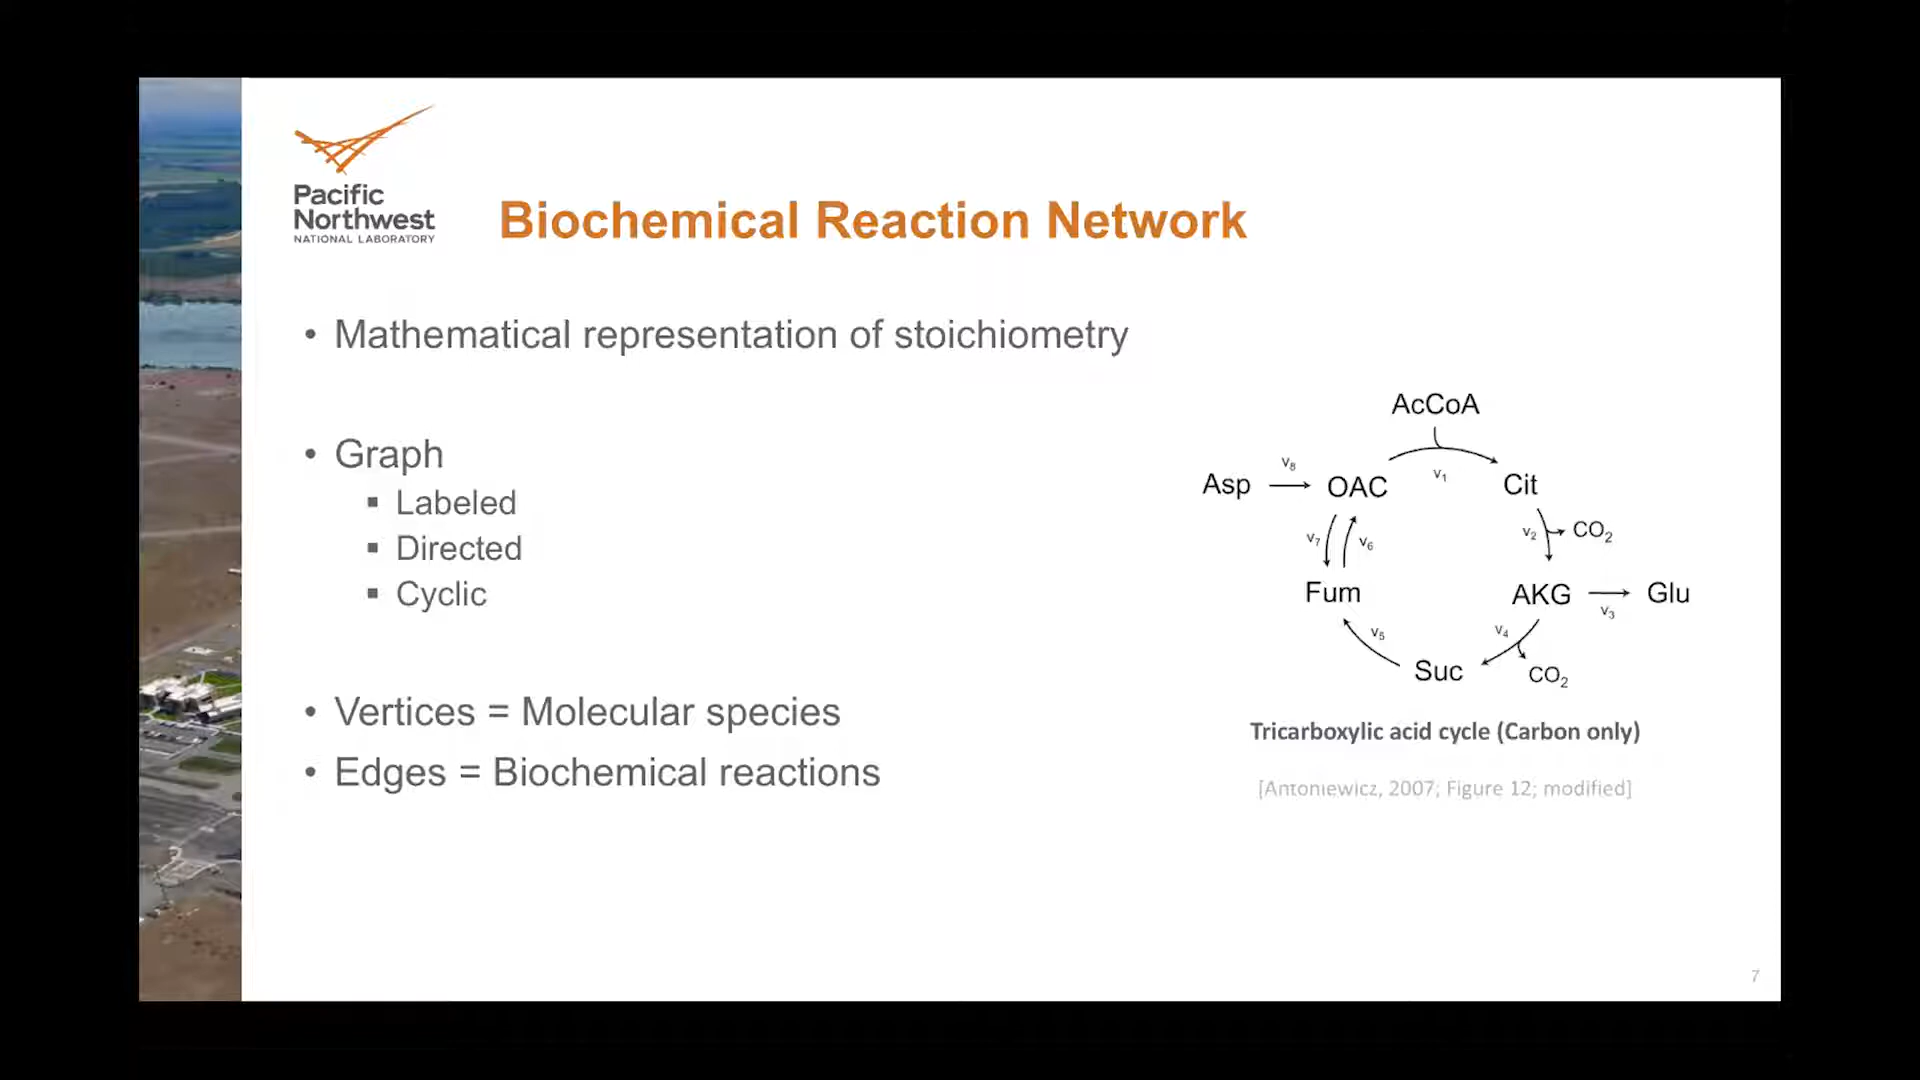 Pacific
Northwest
NATIONAL LABORATORY
Biochemical Reaction Network
• Mathematical representation of stoichiometry
• Graph
▪ Labeled
▪ Directed
▪ Cyclic
• Vertices = Molecular species
• Edges = Biochemical reactions
AcCoA
Asp v₈ OAC v₁ Cit
v₇ v₆ v₂ CO₂
Fum AKG v₃ Glu
v₅ v₄
Suc CO₂
Tricarboxylic acid cycle (Carbon only)
[Antoniewicz, 2007; Figure 12; modified]
7